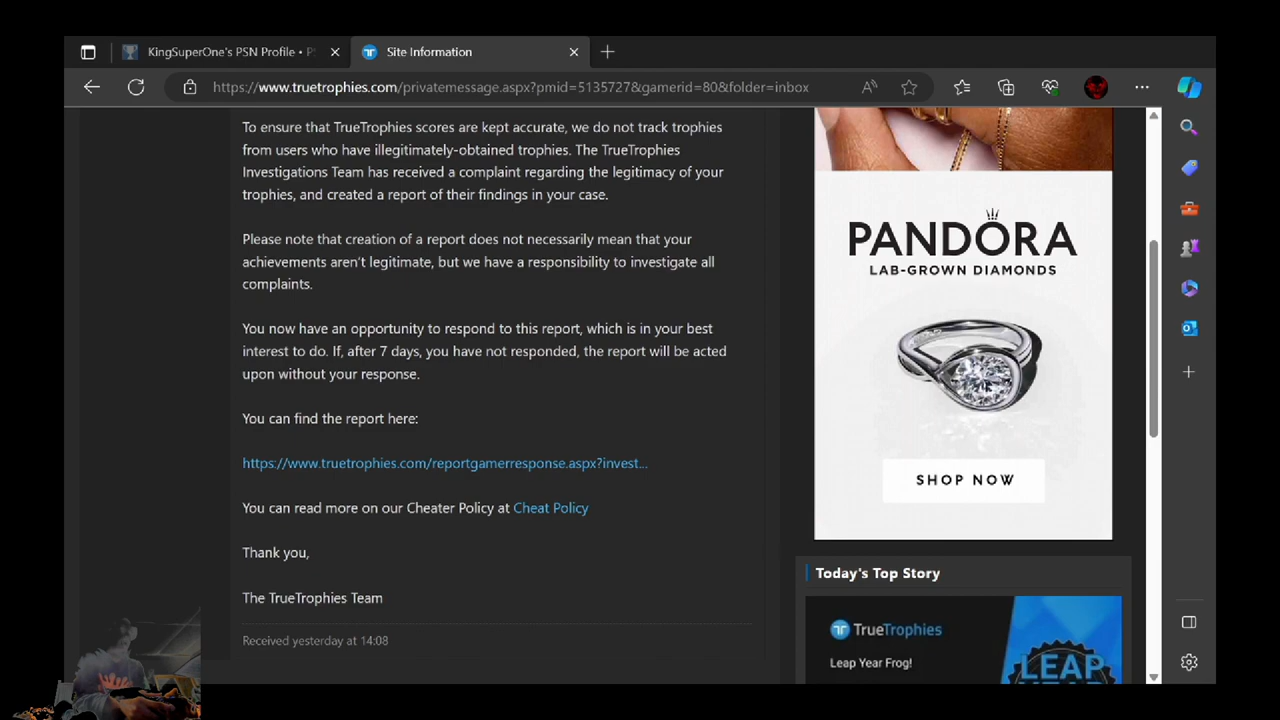 KingSuperOne's PSN Profile • P
Site Information
https://www.truetrophies.com/privatemessage.aspx?pmid=5135727&gamerid=80&folder=inbox
To ensure that TrueTrophies scores are kept accurate, we do not track trophies
from users who have illegitimately-obtained trophies. The TrueTrophies
Investigations Team has received a complaint regarding the legitimacy of your
trophies, and created a report of their findings in your case.
Please note that creation of a report does not necessarily mean that your
achievements aren't legitimate, but we have a responsibility to investigate all
complaints.
You now have an opportunity to respond to this report, which is in your best
interest to do. If, after 7 days, you have not responded, the report will be acted
upon without your response.
You can find the report here:
https://www.truetrophies.com/reportgamerresponse.aspx?invest...
You can read more on our Cheater Policy at Cheat Policy
Thank you,
The TrueTrophies Team
Received yesterday at 14:08
PANDORA
LAB-GROWN DIAMONDS
SHOP NOW
Today's Top Story
TrueTrophies
Leap Year Frog!
LEAP